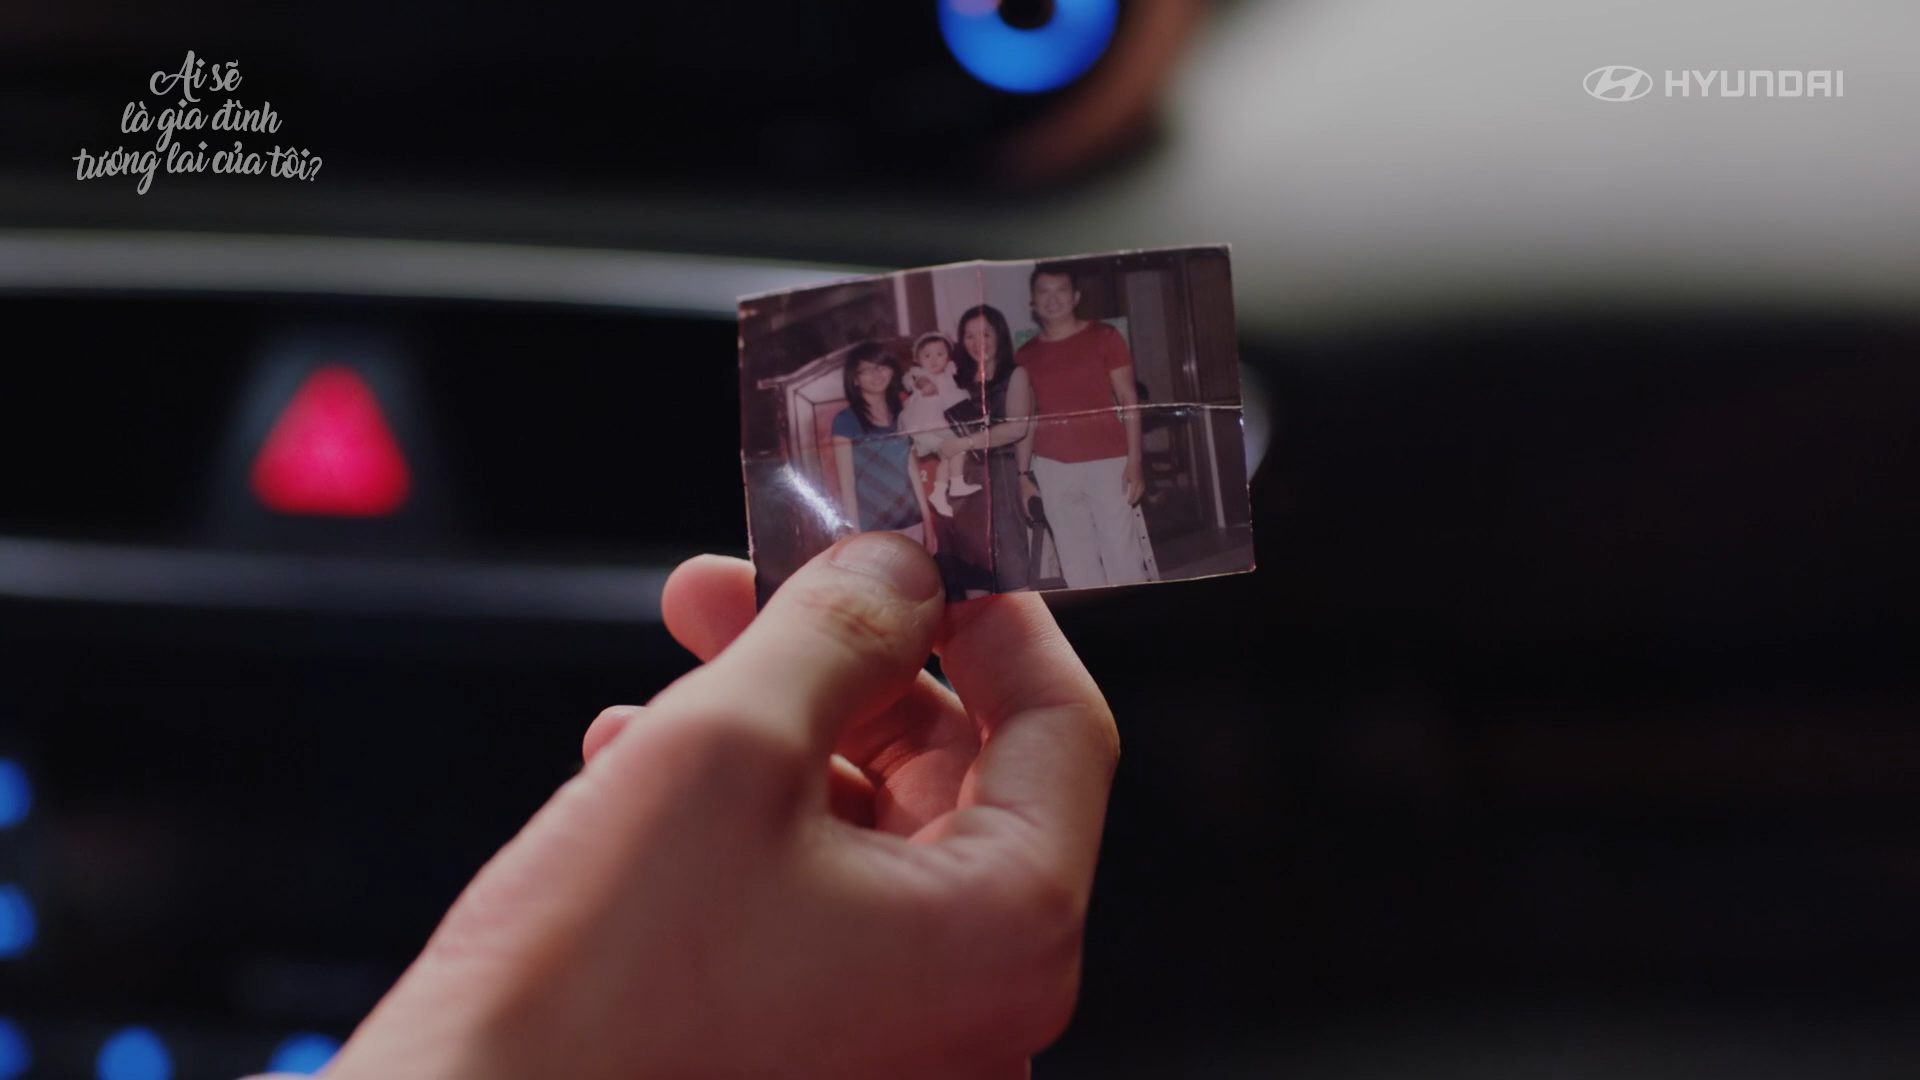 Ai sẽ
là gia đình
tương lai của tôi?
HYUNDAI